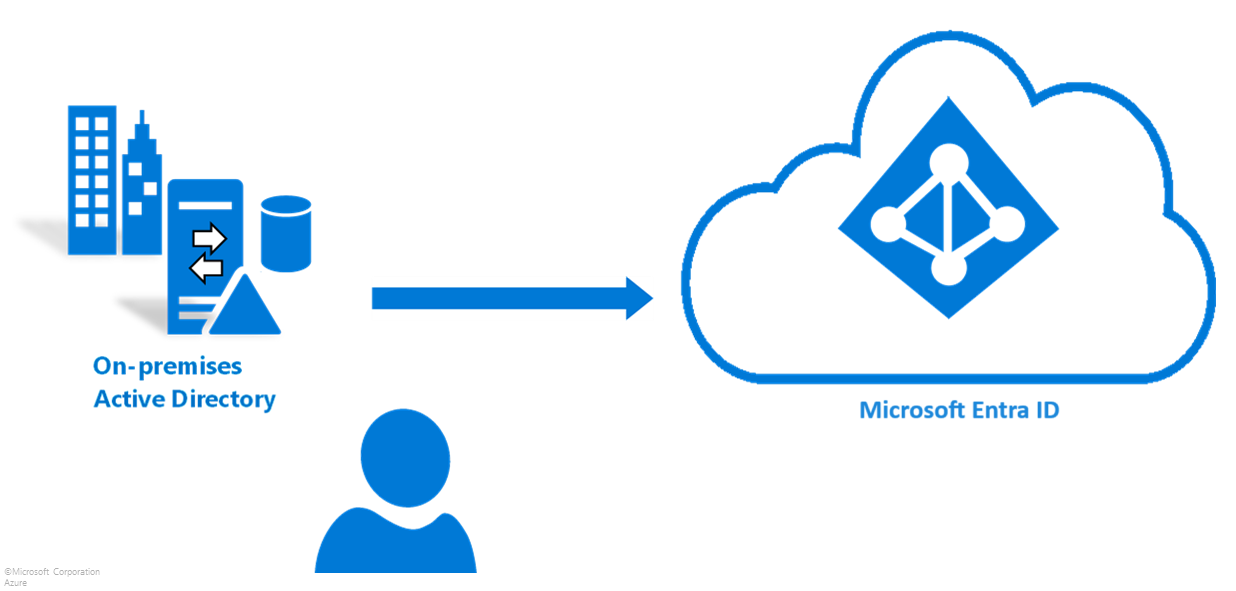 On-premises
Active Directory
Microsoft Entra ID
©Microsoft Corporation
Azure